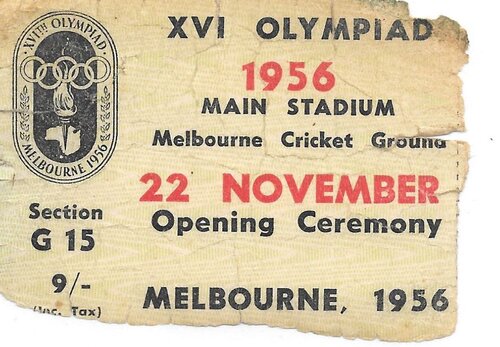 XVITH OLYMPIAD
MELBOURNE 1956
XVI OLYMPIAD
1956
MAIN STADIUM
Melbourne Cricket Ground
22 NOVEMBER
Opening Ceremony
Section
G 15
9/-
(Inc. Tax)
MELBOURNE, 1956